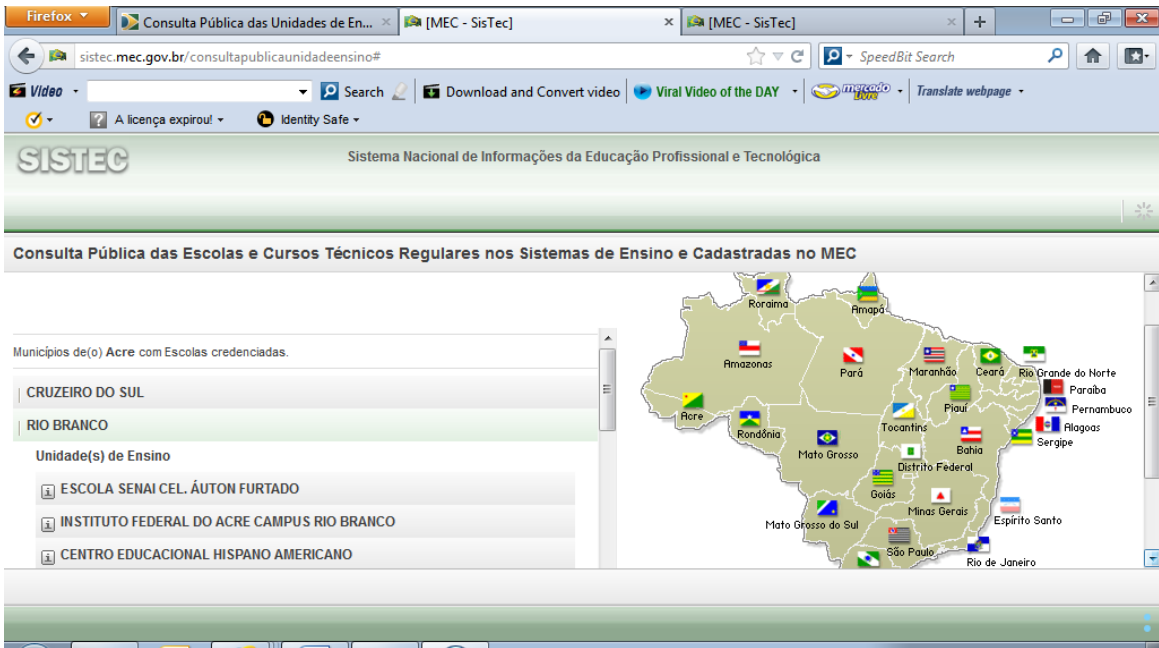 Firefox
Consulta Pública das Unidades de En...
[MEC - SisTec]
[MEC - SisTec]
sistec.mec.gov.br/consultapublicaunidadeensino#
SpeedBit Search
Video
Search
Download and Convert video
Viral Video of the DAY
mercado livre
Translate webpage
A licença expirou!
Identity Safe
SISTEC
Sistema Nacional de Informações da Educação Profissional e Tecnológica
Consulta Pública das Escolas e Cursos Técnicos Regulares nos Sistemas de Ensino e Cadastradas no MEC
Municípios de(o) Acre com Escolas credenciadas.
CRUZEIRO DO SUL
RIO BRANCO
Unidade(s) de Ensino
ESCOLA SENAI CEL. ÁUTON FURTADO
INSTITUTO FEDERAL DO ACRE CAMPUS RIO BRANCO
CENTRO EDUCACIONAL HISPANO AMERICANO
Roraima
Amapá
Amazonas
Pará
Maranhão
Ceará
Rio Grande do Norte
Paraíba
Pernambuco
Piauí
Acre
Alagoas
Rondônia
Tocantins
Sergipe
Mato Grosso
Bahia
Distrito Federal
Goiás
Minas Gerais
Mato Grosso do Sul
Espírito Santo
São Paulo
Rio de Janeiro